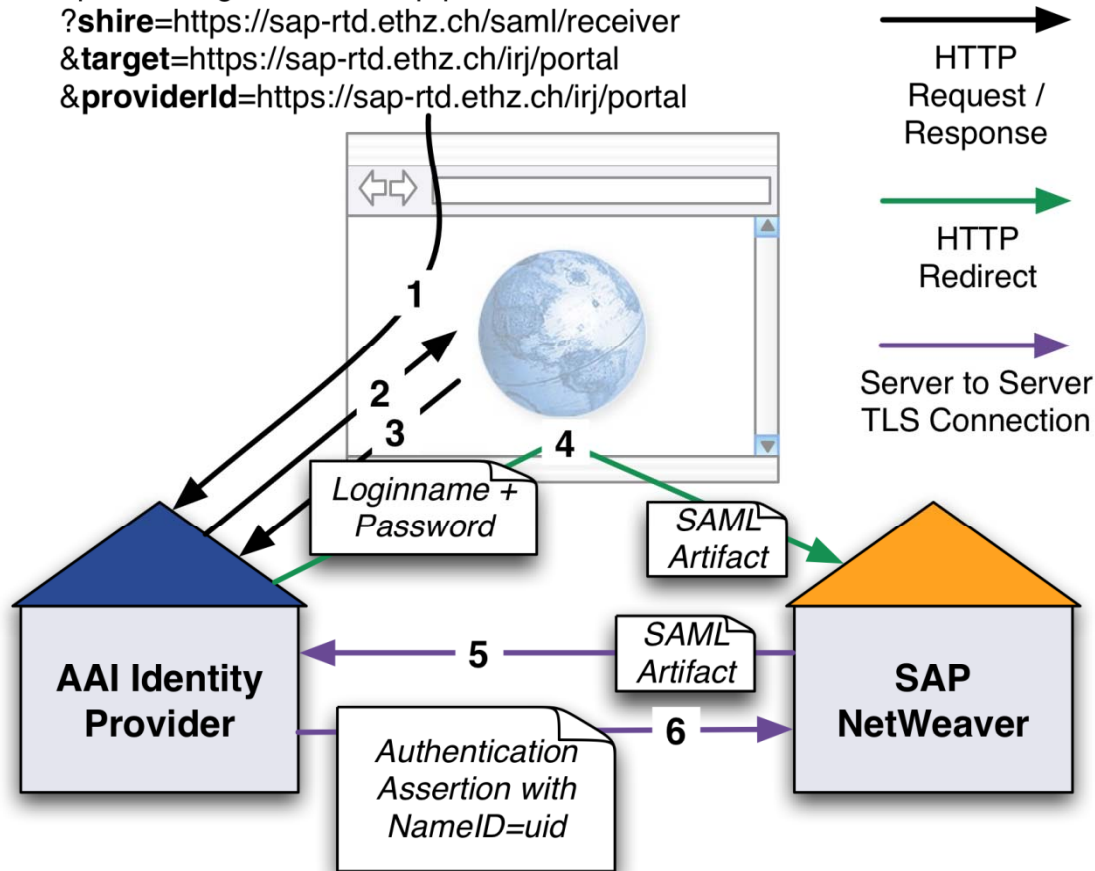 ?shire=https://sap-rtd.ethz.ch/saml/receiver
&target=https://sap-rtd.ethz.ch/irj/portal
&providerId=https://sap-rtd.ethz.ch/irj/portal
HTTP
Request /
Response
HTTP
Redirect
Server to Server
TLS Connection
1
2
3
4
Loginname +
Password
SAML
Artifact
5
SAML
Artifact
AAI Identity
Provider
SAP
NetWeaver
6
Authentication
Assertion with
NameID=uid